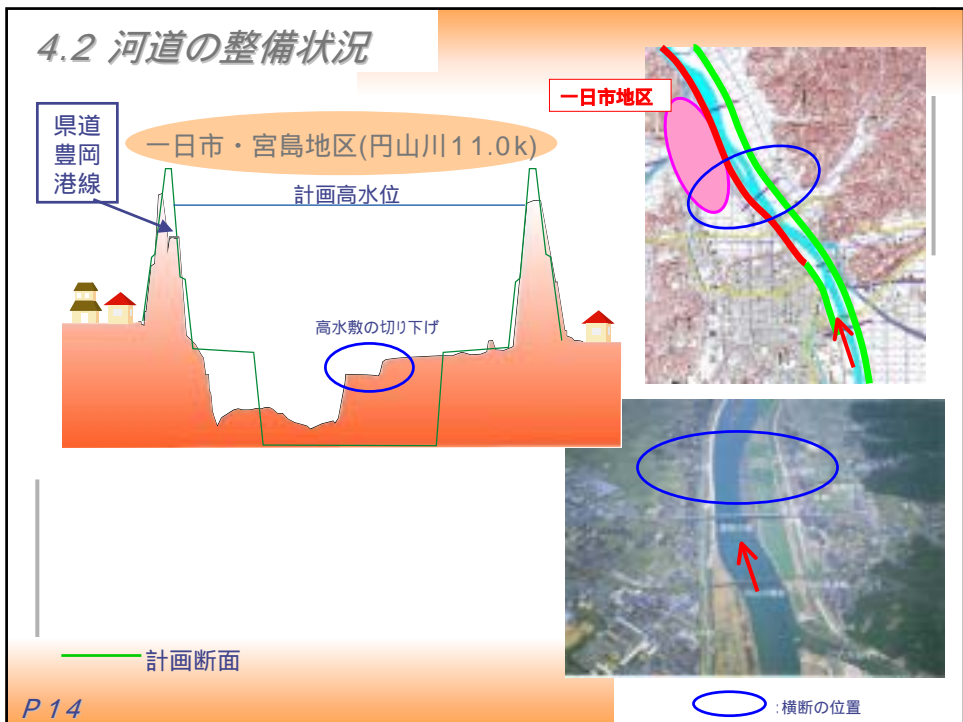 4.2 河道の整備状況
県道
豊岡
港線
一日市・宮島地区(円山川11.0k)
計画高水位
高水敷の切り下げ
一日市地区
計画断面
:横断の位置
P14